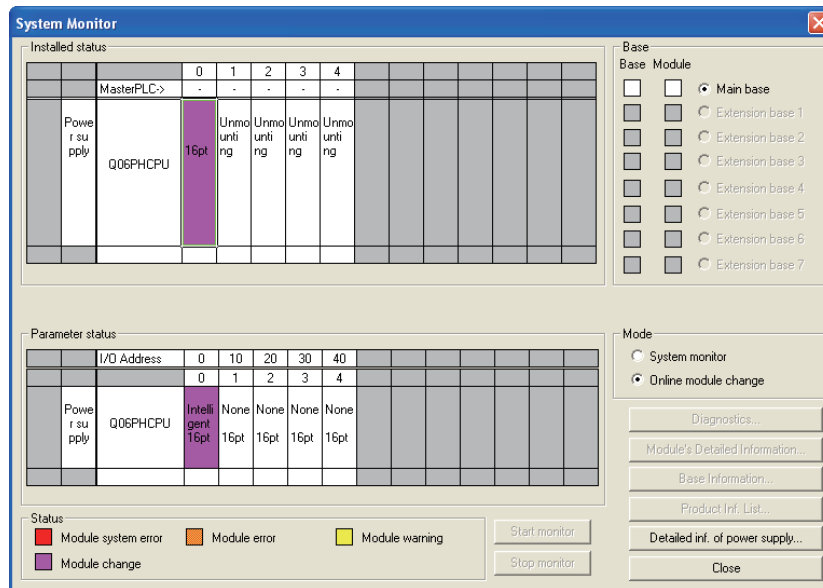 System Monitor
Installed status
0 1 2 3 4
MasterPLC-> - - - - -
Powe
r su
pply
Q06PHCPU
16pt
Unmo
unti
ng
Unmo
unti
ng
Unmo
unti
ng
Unmo
unti
ng
Base
Base Module
Main base
Extension base 1
Extension base 2
Extension base 3
Extension base 4
Extension base 5
Extension base 6
Extension base 7
Parameter status
I/O Address 0 10 20 30 40
0 1 2 3 4
Powe
r su
pply
Q06PHCPU
Intelli
gent
16pt
None
16pt
None
16pt
None
16pt
None
16pt
Mode
System monitor
Online module change
Diagnostics...
Module's Detailed Information...
Base Information...
Product Inf. List...
Detailed inf. of power supply...
Close
Status
Module system error
Module error
Module warning
Module change
Start monitor
Stop monitor